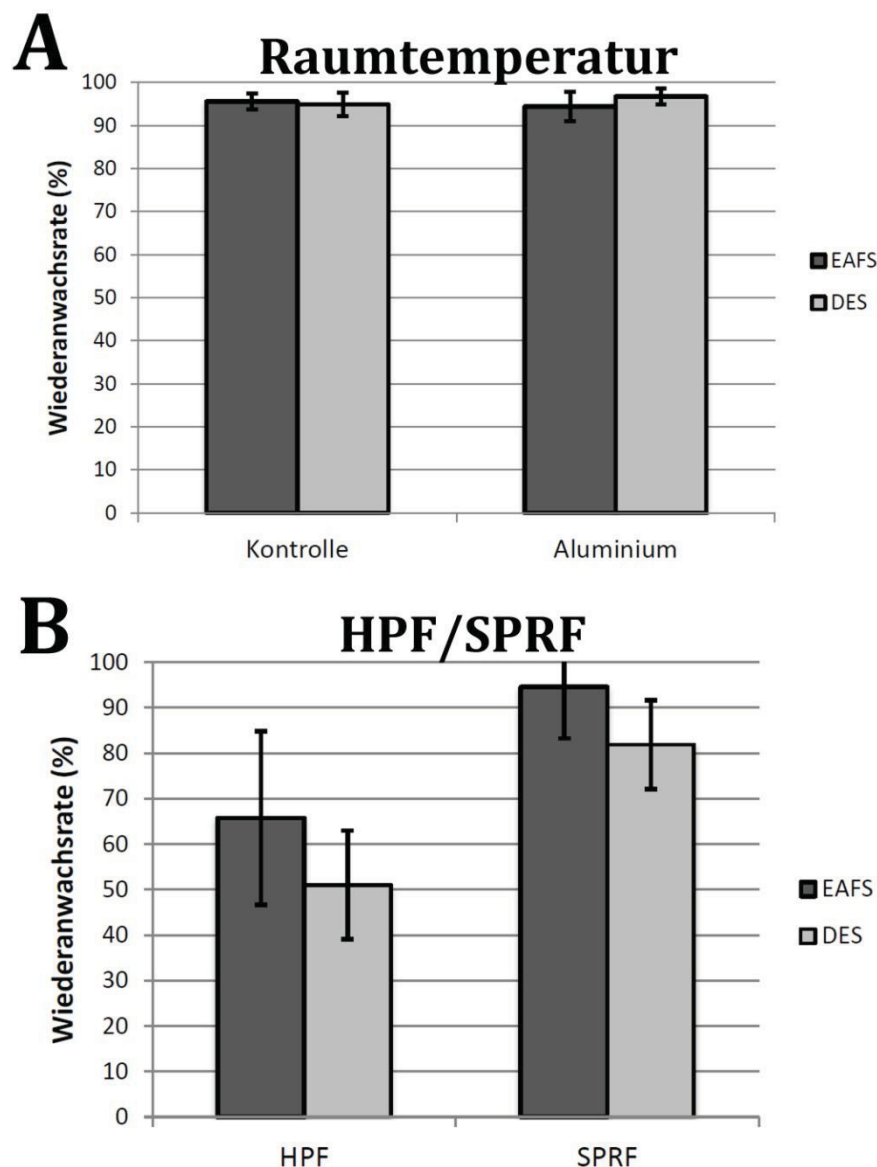 A
Raumtemperatur
Wiederanwachsrate (%)
100
90
80
70
60
50
40
30
20
10
0
Kontrolle
Aluminium
EAFS
DES
B
HPF/SPRF
Wiederanwachsrate (%)
100
90
80
70
60
50
40
30
20
10
0
HPF
SPRF
EAFS
DES